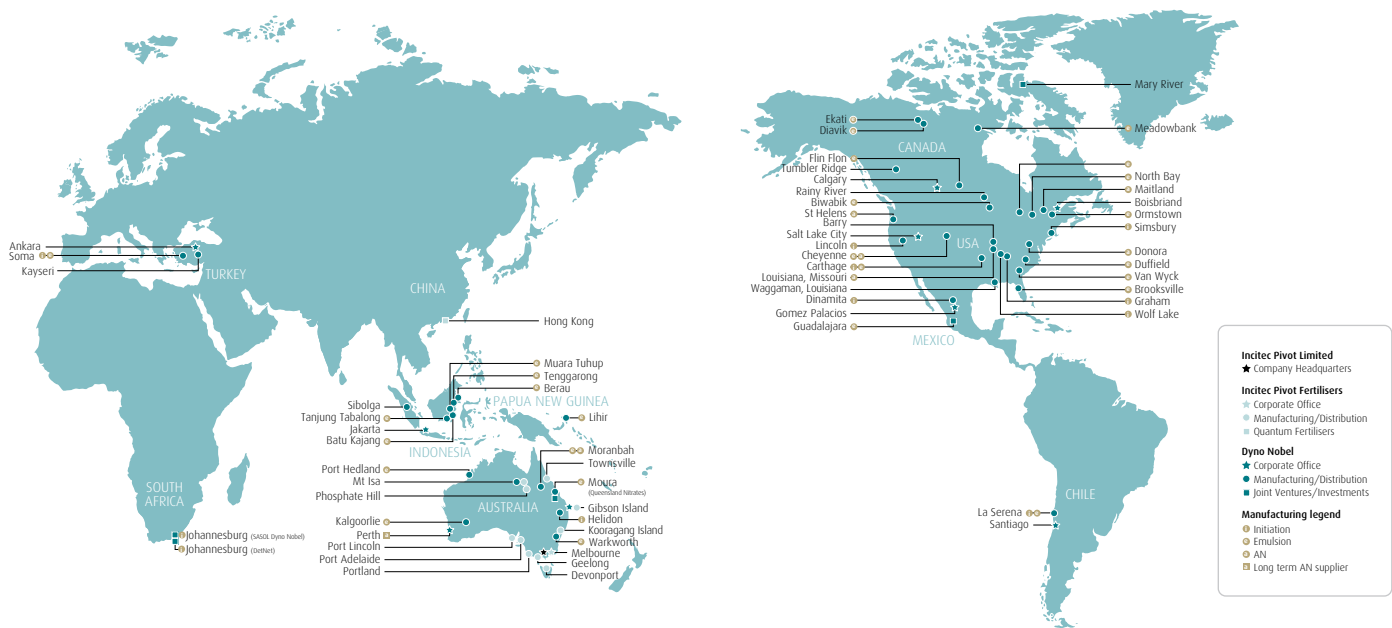 Ankara
Soma
Kayseri
TURKEY
CHINA
Hong Kong
Muara Tuhup
Tenggarong
Berau
PAPUA NEW GUINEA
Sibolga
Tanjung Tabalong
Jakarta
Batu Kajang
INDONESIA
Lihir
Port Hedland
Mt Isa
Phosphate Hill
Moranbah
Townsville
Moura
(Queensland Nitrates)
AUSTRALIA
Gibson Island
Helidon
Kooragang Island
Warkworth
Melbourne
Geelong
Devonport
Kalgoorlie
Perth
Port Lincoln
Port Adelaide
Portland
SOUTH
AFRICA
Johannesburg (SASOL Dyno Nobel)
Johannesburg (DetNet)
Mary River
Ekati
Diavik
Meadowbank
CANADA
Flin Flon
Tumbler Ridge
Calgary
Rainy River
Biwabik
St Helens
Barry
Salt Lake City
Lincoln
Cheyenne
Carthage
Louisiana, Missouri
Waggaman, Louisiana
Dinamita
Gomez Palacios
Guadalajara
USA
MEXICO
North Bay
Maitland
Boisbriand
Ormstown
Simsbury
Donora
Duffield
Van Wyck
Brooksville
Graham
Wolf Lake
CHILE
La Serena
Santiago
Incitec Pivot Limited
Company Headquarters
Incitec Pivot Fertilisers
Corporate Office
Manufacturing/Distribution
Quantum Fertilisers
Dyno Nobel
Corporate Office
Manufacturing/Distribution
Joint Ventures/Investments
Manufacturing legend
Initiation
Emulsion
AN
Long term AN supplier